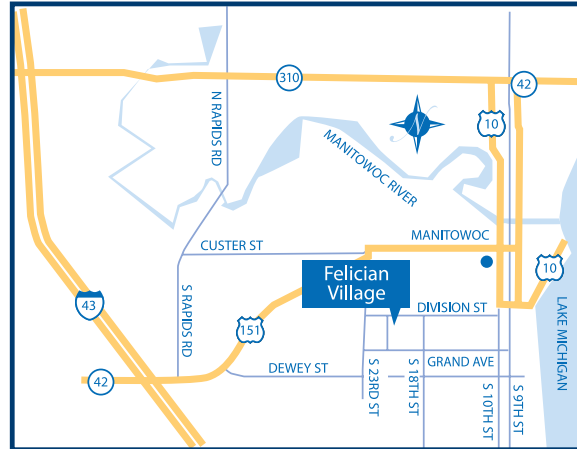 310
42
N RAPIDS RD
10
N
MANITOWOC RIVER
MANITOWOC
CUSTER ST
Felician
Village
10
43
S RAPIDS RD
151
DIVISION ST
LAKE MICHIGAN
42
DEWEY ST
GRAND AVE
S 23RD ST
S 18TH ST
S 10TH ST
S 9TH ST